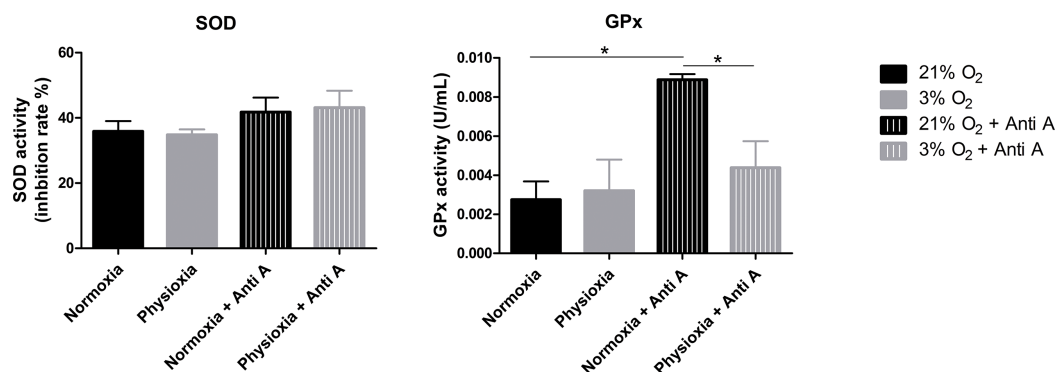 SOD
SOD activity
(inhbition rate %)
60
40
20
0
Normoxia
Physioxia
Normoxia + Anti A
Physioxia + Anti A
GPx
GPx activity (U/mL)
0.010
0.008
0.006
0.004
0.002
0.000
*
*
Normoxia
Physioxia
Normoxia + Anti A
Physioxia + Anti A
21% O₂
3% O₂
21% O₂ + Anti A
3% O₂ + Anti A